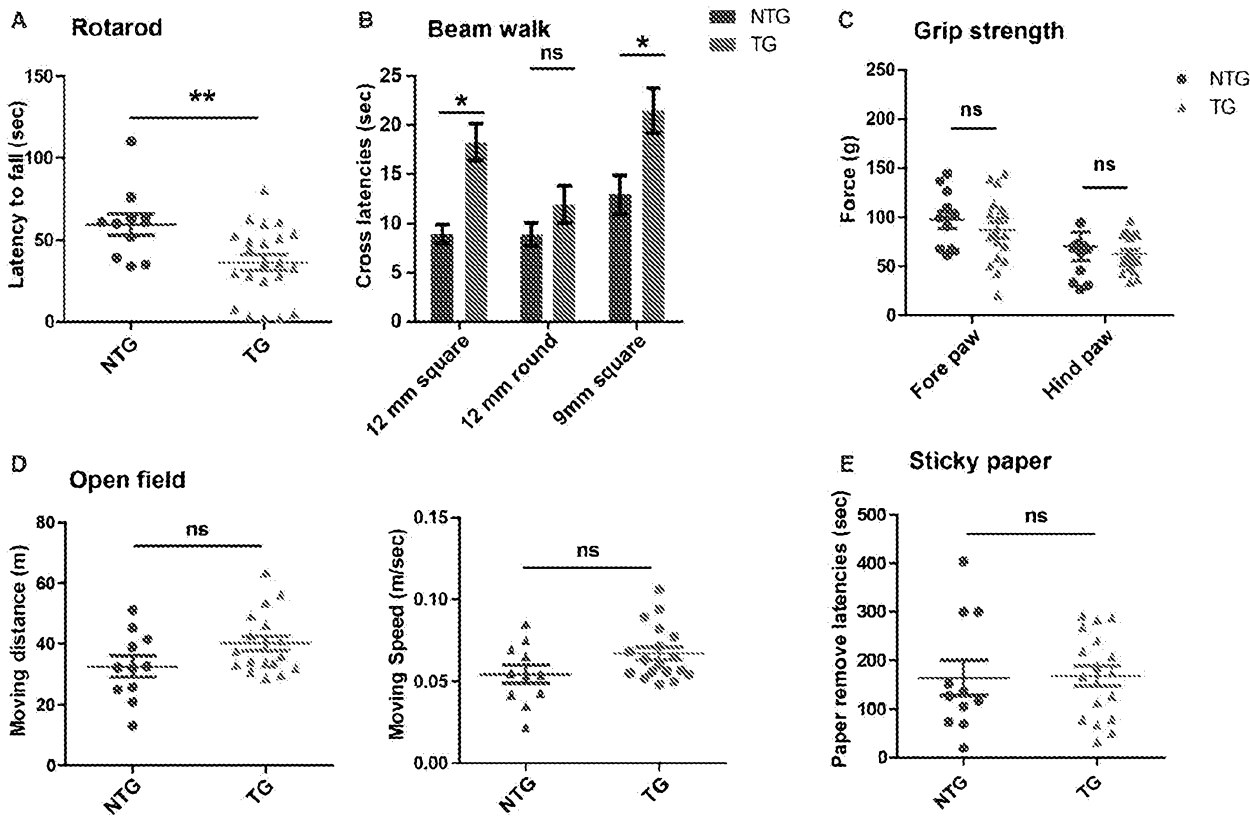 A
Rotarod
Latency to fall (sec)
150
100
50
0
**
NTG
TG
B
Beam walk
NTG
TG
Cross latencies (sec)
25
20
15
10
5
0
*
ns
*
12 mm square
12 mm round
9mm square
C
Grip strength
NTG
TG
Force (g)
250
200
150
100
50
0
ns
ns
Fore paw
Hind paw
D
Open field
Moving distance (m)
80
60
40
20
0
ns
NTG
TG
Moving Speed (m/sec)
0.15
0.10
0.05
0.00
ns
NTG
TG
E
Sticky paper
Paper remove latencies (sec)
500
400
300
200
100
0
ns
NTG
TG